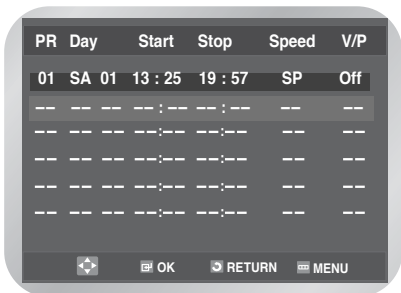 PR Day Start Stop Speed V/P
01 SA 01 13 : 25 19 : 57 SP Off
–– –– –– –– : –– –– : –– –– ––
–– –– –– ––:–– ––:–– –– ––
–– –– –– ––:–– ––:–– –– ––
–– –– –– ––:–– ––:–– –– ––
–– –– –– ––:–– ––:–– –– ––
OK RETURN MENU